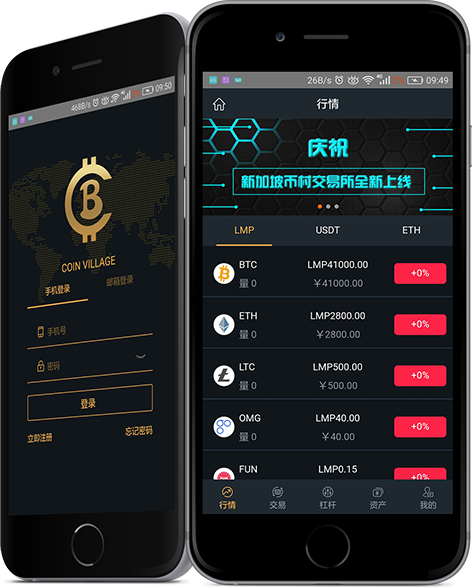 468B/s 4G 09:50
B
COIN VILLAGE
手机登录
邮箱登录
手机号
密码
登录
立即注册
忘记密码
26B/s 4G 09:49
行情
庆祝
新加坡币村交易所全新上线
LMP
USDT
ETH
BTC
LMP41000.00
+0%
量 0
￥41000.00
ETH
LMP2800.00
+0%
量 0
￥2800.00
LTC
LMP500.00
+0%
量 0
￥500.00
OMG
LMP40.00
+0%
量 0
￥40.00
FUN
LMP0.15
+0%
行情
交易
杠杆
资产
我的